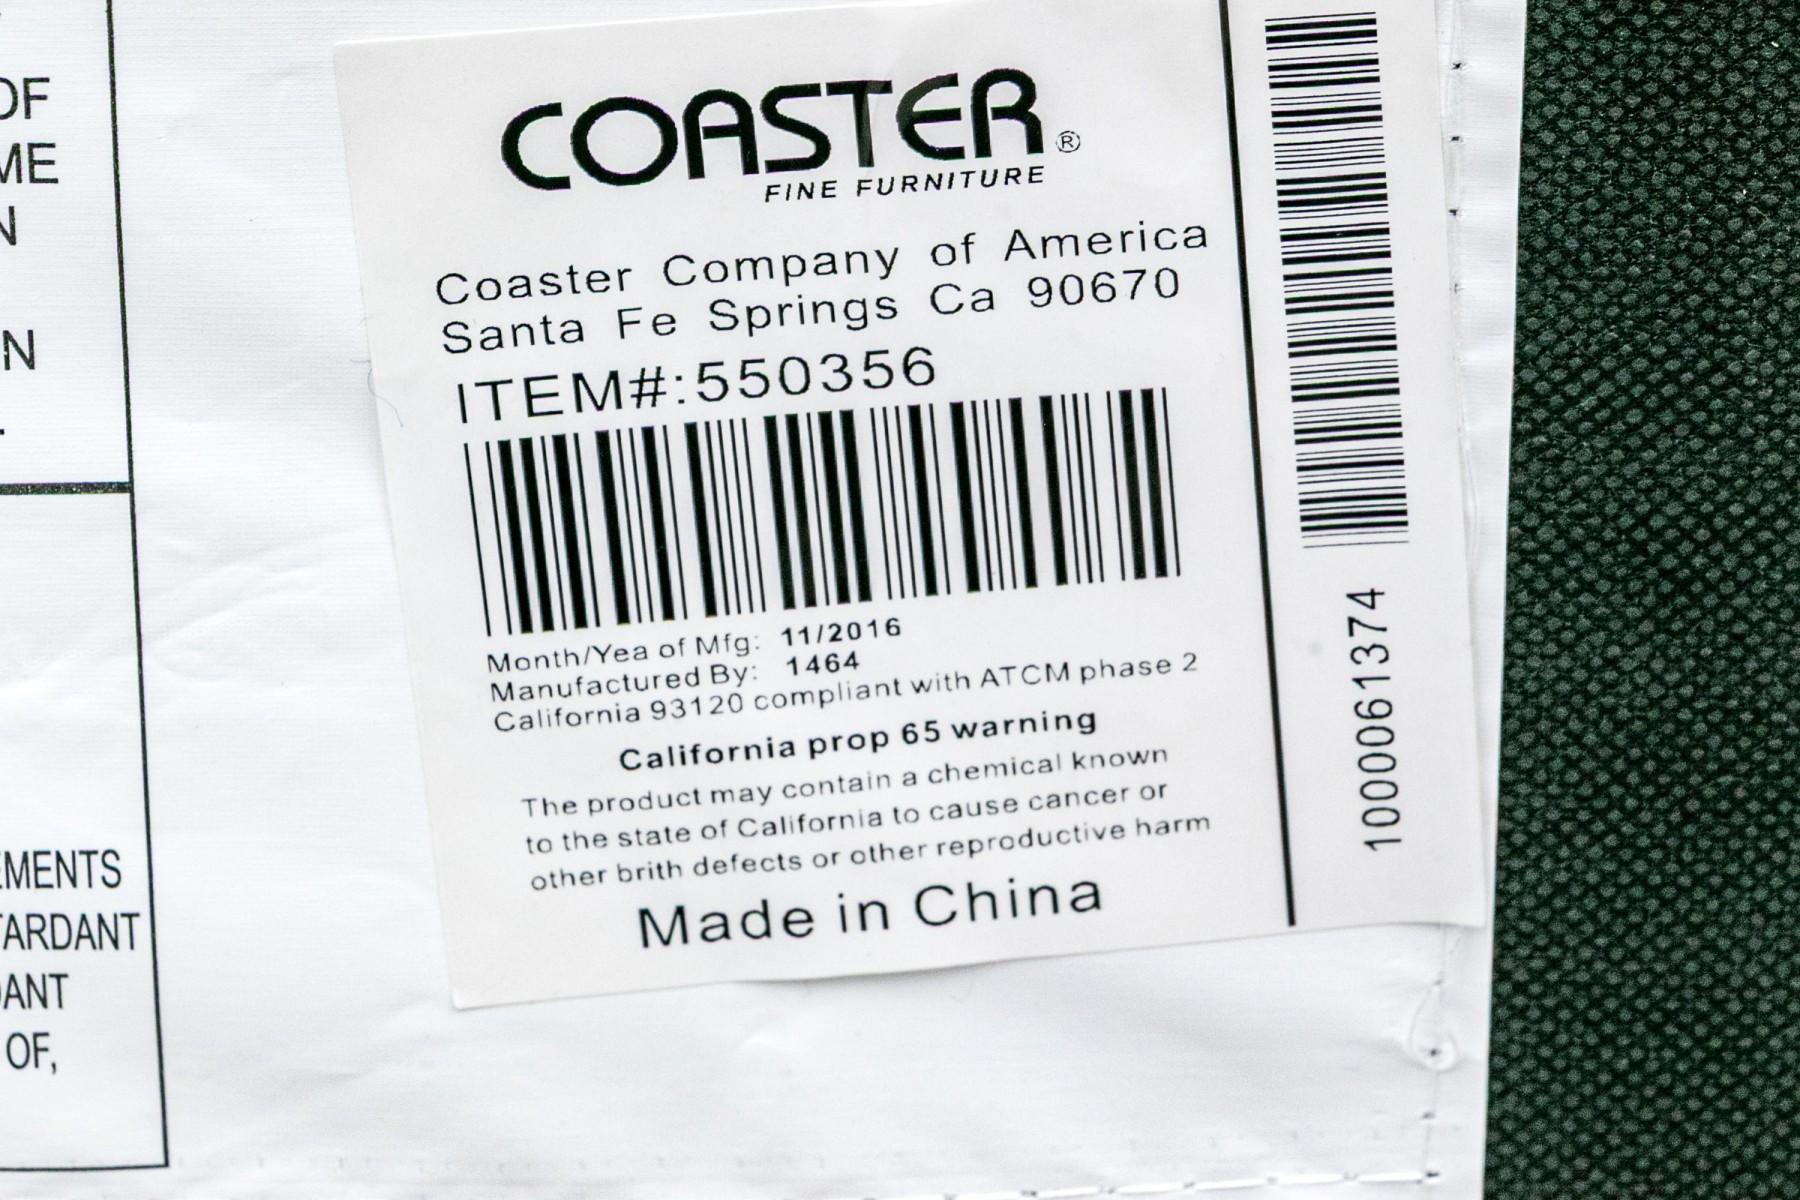 OF
ME
N
N
EMENTS
TARDANT
DANT
OF,
COASTER®
FINE FURNITURE
Coaster Company of America
Santa Fe Springs Ca 90670
ITEM#:550356
Month/Yea of Mfg: 11/2016
Manufactured By: 1464
California 93120 compliant with ATCM phase 2
California prop 65 warning
The product may contain a chemical known
to the state of California to cause cancer or
other brith defects or other reproductive harm
Made in China
10006061374